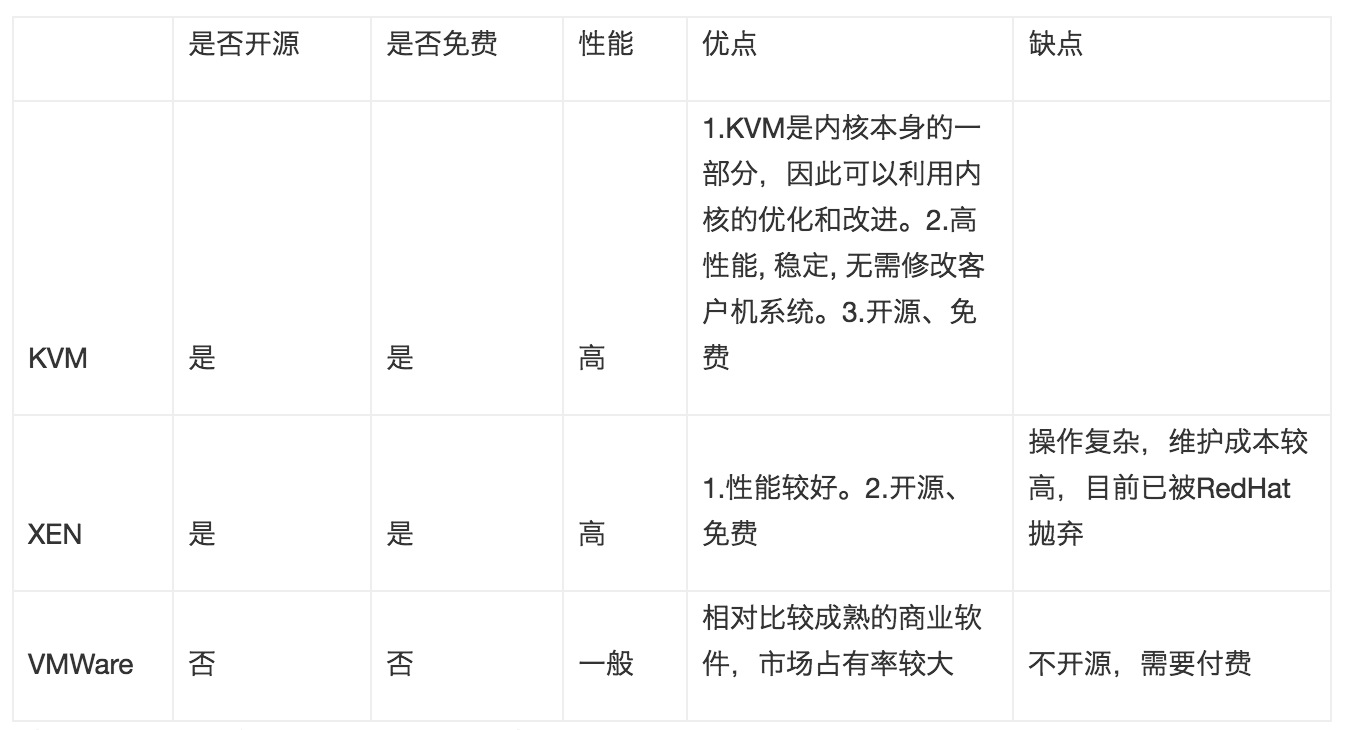 是否开源
是否免费
性能
优点
缺点
KVM
是
是
高
1.KVM是内核本身的一
部分，因此可以利用内
核的优化和改进。2.高
性能, 稳定, 无需修改客
户机系统。3.开源、免
费
XEN
是
是
高
1.性能较好。2.开源、
免费
操作复杂，维护成本较
高，目前已被RedHat
抛弃
VMWare
否
否
一般
相对比较成熟的商业软
件，市场占有率较大
不开源，需要付费